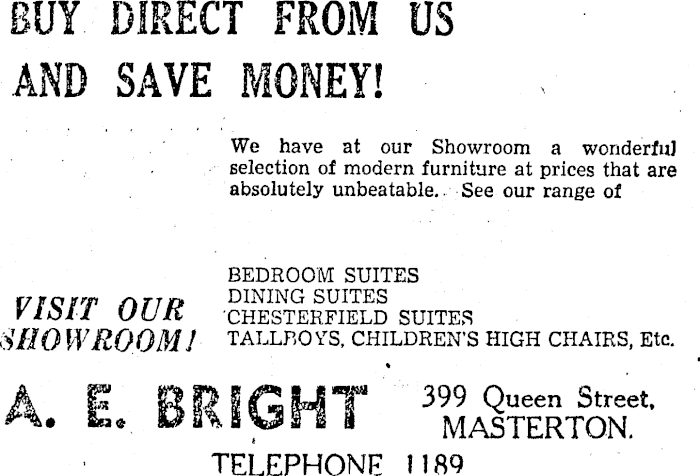 BUY DIRECT FROM US
AND SAVE MONEY!
We have at our Showroom a wonderful
selection of modern furniture at prices that are
absolutely unbeatable. See our range of
BEDROOM SUITES
DINING SUITES
CHESTERFIELD SUITES
TALLBOYS, CHILDREN'S HIGH CHAIRS, Etc.
VISIT OUR
SHOWROOM!
A. E. BRIGHT
399 Queen Street,
MASTERTON.
TELEPHONE 1189